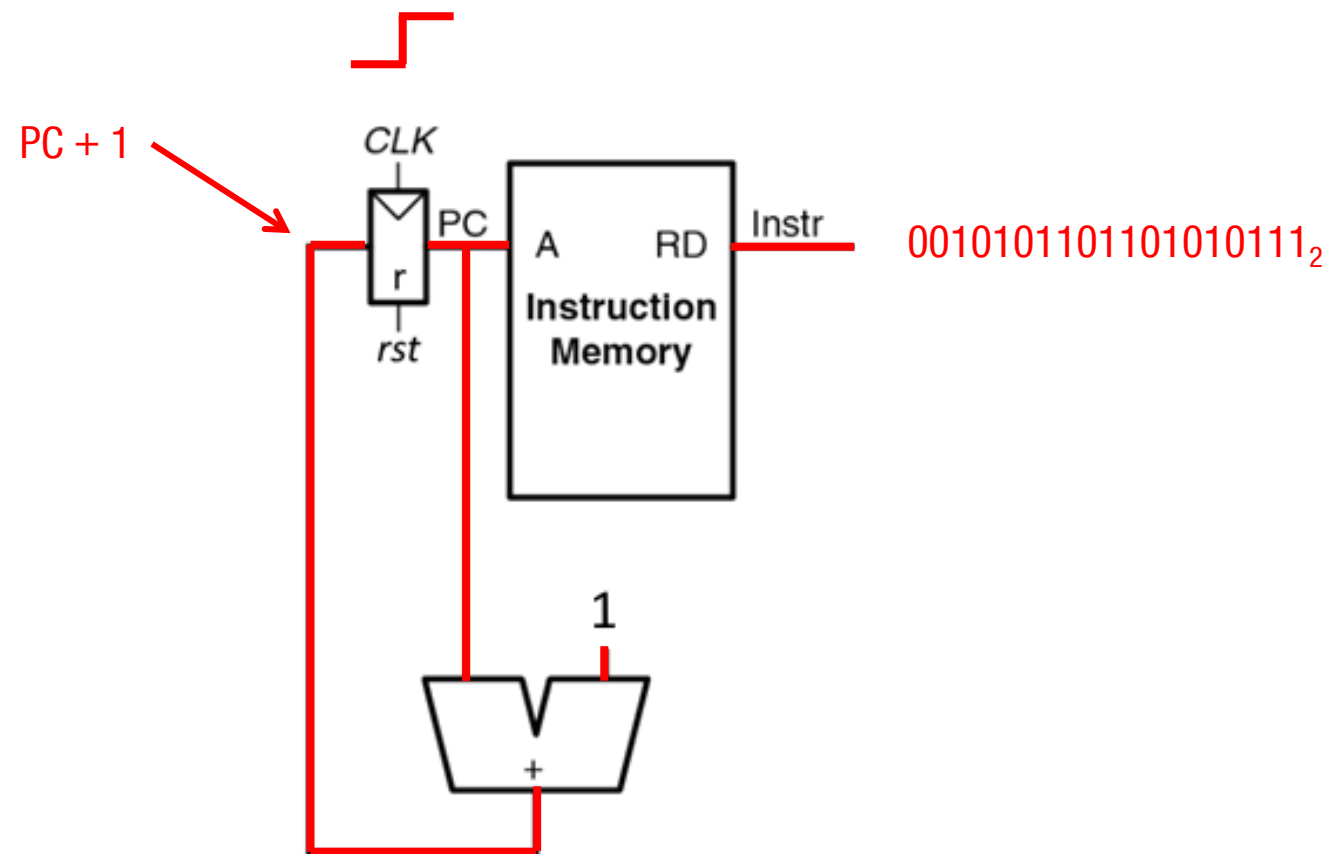 PC + 1
CLK
PC
r
rst
A
RD
Instruction
Memory
Instr
0010101101101010111₂
1
+